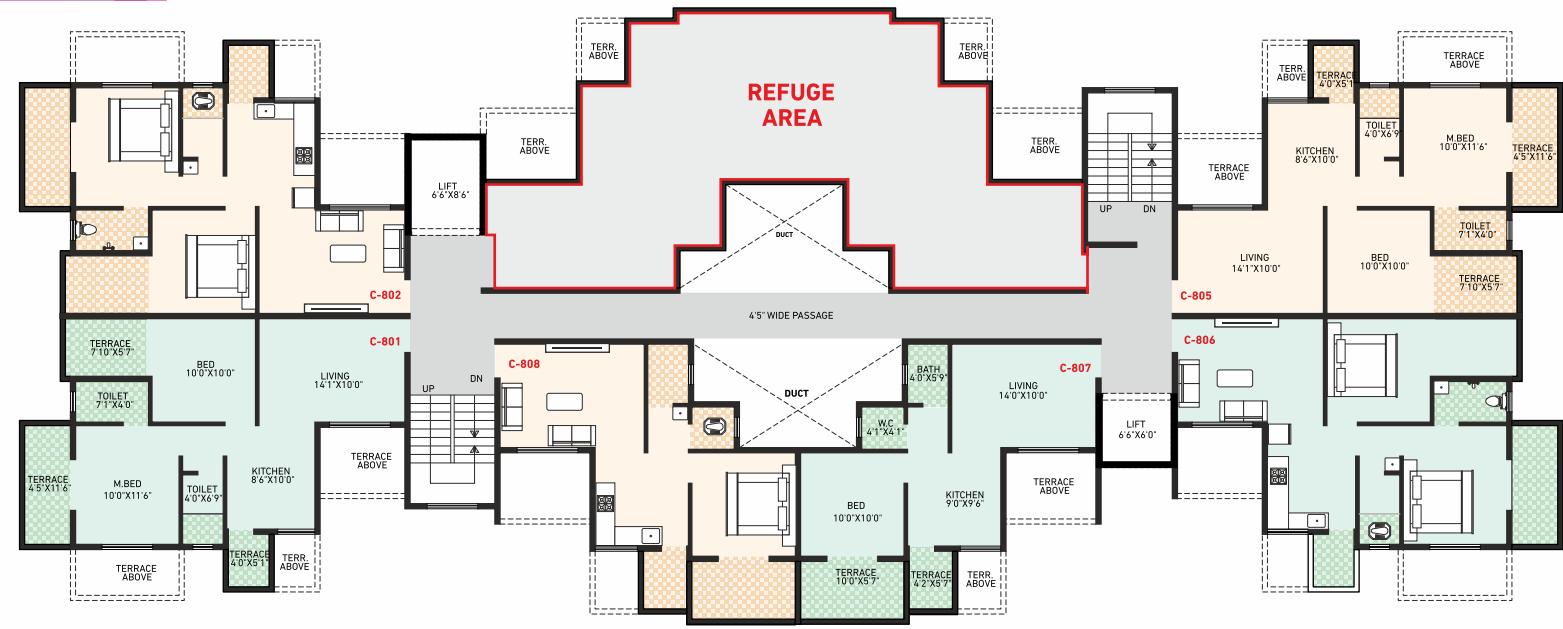 TERR.
ABOVE
TERR.
ABOVE
REFUGE
AREA
TERR.
ABOVE
TERR.
ABOVE
LIFT
6'6"X8'6"
DUCT
UP
DN
C-802
C-801
4'5" WIDE PASSAGE
C-805
C-806
TERR.
ABOVE
TERRACE
4'0"X5'1"
TERRACE
ABOVE
TOILET
4'0"X6'9"
M.BED
10'0"X11'6"
TERRACE
4'5"X11'6"
KITCHEN
8'6"X10'0"
TERRACE
ABOVE
TOILET
7'1"X4'0"
LIVING
14'1"X10'0"
BED
10'0"X10'0"
TERRACE
7'10"X5'7"
TERRACE
7'10"X5'7"
BED
10'0"X10'0"
LIVING
14'1"X10'0"
TOILET
7'1"X4'0"
UP
DN
TERRACE
4'5"X11'6"
M.BED
10'0"X11'6"
TOILET
4'0"X6'9"
KITCHEN
8'6"X10'0"
TERRACE
ABOVE
TERRACE
4'0"X5'1"
TERR.
ABOVE
TERRACE
ABOVE
C-808
DUCT
BATH
4'0"X5'9"
C-807
LIVING
14'0"X10'0"
W.C
4'1"X4'1"
LIFT
6'6"X6'0"
BED
10'0"X10'0"
KITCHEN
9'0"X9'6"
TERRACE
ABOVE
TERRACE
10'0"X5'7"
TERRACE
4'2"X5'7"
TERR.
ABOVE